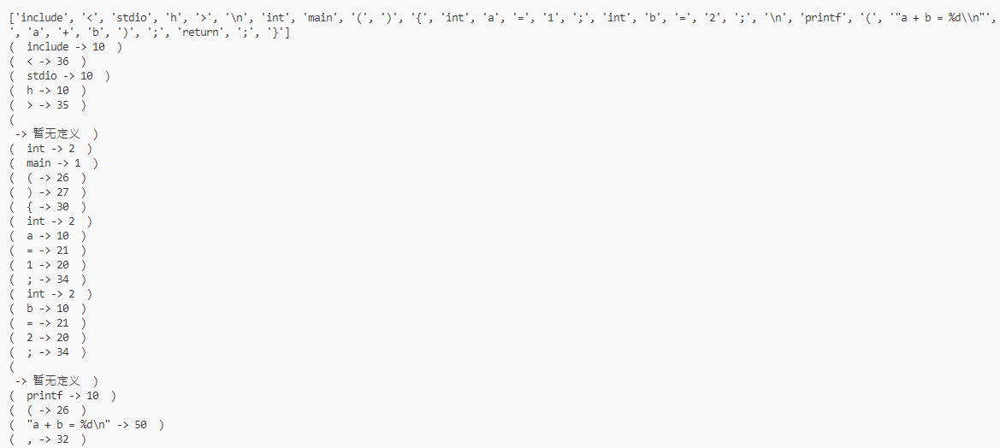 ['include', '<', 'stdio', 'h', '>', '\n', 'int', 'main', '(', ')', '{', 'int', 'a', '=', '1', ';', 'int', 'b', '=', '2', ';', '\n', 'printf', '(', '"a + b = %d\\n"', '
, 'a', '+', 'b', ')', ';', 'return', ';', '}']
(  include -> 10  )
(  < -> 36  )
(  stdio -> 10  )
(  h -> 10  )
(  > -> 35  )
(
-> 暂无定义  )
(  int -> 2  )
(  main -> 1  )
(  ( -> 26  )
(  ) -> 27  )
(  { -> 30  )
(  int -> 2  )
(  a -> 10  )
(  = -> 21  )
(  1 -> 20  )
(  ; -> 34  )
(  int -> 2  )
(  b -> 10  )
(  = -> 21  )
(  2 -> 20  )
(  ; -> 34  )
(
-> 暂无定义  )
(  printf -> 10  )
(  ( -> 26  )
(  "a + b = %d\n" -> 50  )
(  , -> 32  )